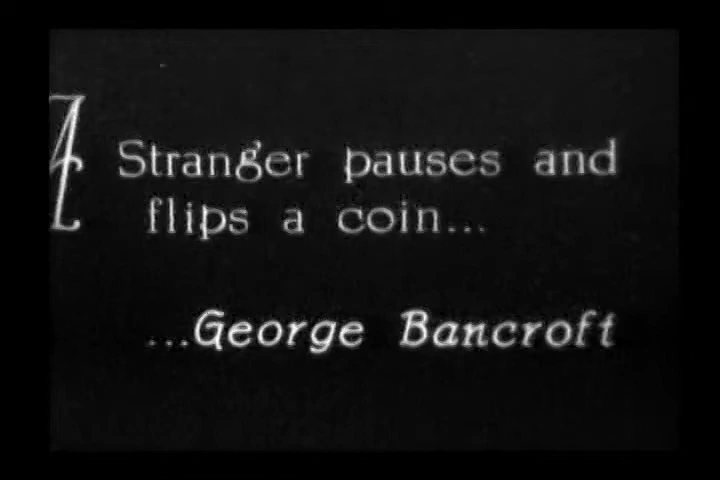 A Stranger pauses and
flips a coin...
...George Bancroft